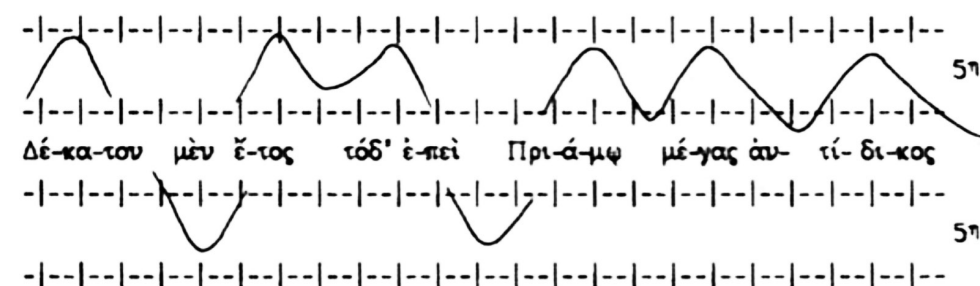 5η
Δέ-κα-τον μὲν ἔ-τος τόδ' ἐ-πεὶ Πρι-ά-μῳ μέ-γας ἀν- τί- δι-κος
5η